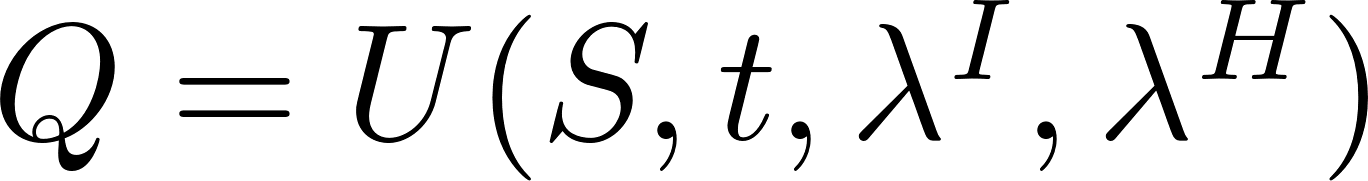 Q = U(S, t, λ^I, λ^H)